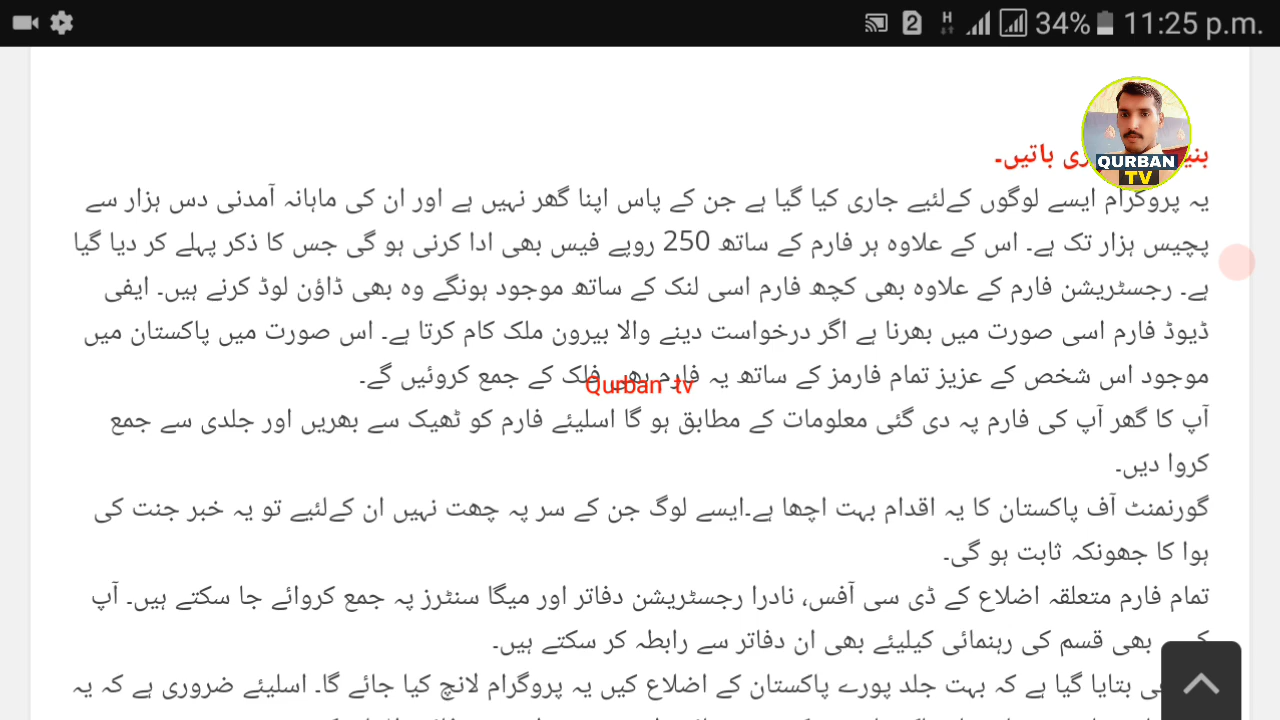 2 H 34% 11:25 p.m.
QURBAN
TV
باتیں۔
یہ پروگرام ایسے لوگوں کےلئیے جاری کیا گیا ہے جن کے پاس اپنا گھر نہیں ہے اور ان کی ماہانہ آمدنی دس ہزار سے
پچیس ہزار تک ہے۔ اس کے علاوہ ہر فارم کے ساتھ 250 روپے فیس بھی ادا کرنی ہو گی جس کا ذکر پہلے کر دیا گیا
ہے۔ رجسٹریشن فارم کے علاوہ بھی کچھ فارم اسی لنک کے ساتھ موجود ہونگے وہ بھی ڈاؤن لوڈ کرنے ہیں۔ ایفی
ڈیوڈ فارم اسی صورت میں بھرنا ہے اگر درخواست دینے والا بیرون ملک کام کرتا ہے۔ اس صورت میں پاکستان میں
موجود اس شخص کے عزیز تمام فارمز کے ساتھ یہ فارم بھی فلک کے جمع کروئیں گے۔
Qurban tv
آپ کا گھر آپ کی فارم پہ دی گئی معلومات کے مطابق ہو گا اسلیئے فارم کو ٹھیک سے بھریں اور جلدی سے جمع
کروا دیں۔
گورنمنٹ آف پاکستان کا یہ اقدام بہت اچھا ہے۔ایسے لوگ جن کے سر پہ چھت نہیں ان کےلئیے تو یہ خبر جنت کی
ہوا کا جھونکہ ثابت ہو گی۔
تمام فارم متعلقہ اضلاع کے ڈی سی آفس، نادرا رجسٹریشن دفاتر اور میگا سنٹرز پہ جمع کروائے جا سکتے ہیں۔ آپ
بھی قسم کی رہنمائی کیلیئے بھی ان دفاتر سے رابطہ کر سکتے ہیں۔
بتایا گیا ہے کہ بہت جلد پورے پاکستان کے اضلاع کیں یہ پروگرام لانچ کیا جائے گا۔ اسلیئے ضروری ہے کہ یہ